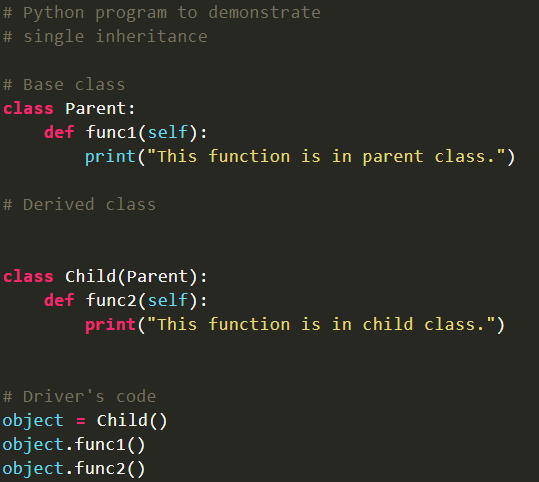 # Python program to demonstrate
# single inheritance
# Base class
class Parent:
    def func1(self):
        print("This function is in parent class.")
# Derived class
class Child(Parent):
    def func2(self):
        print("This function is in child class.")
# Driver's code
object = Child()
object.func1()
object.func2()